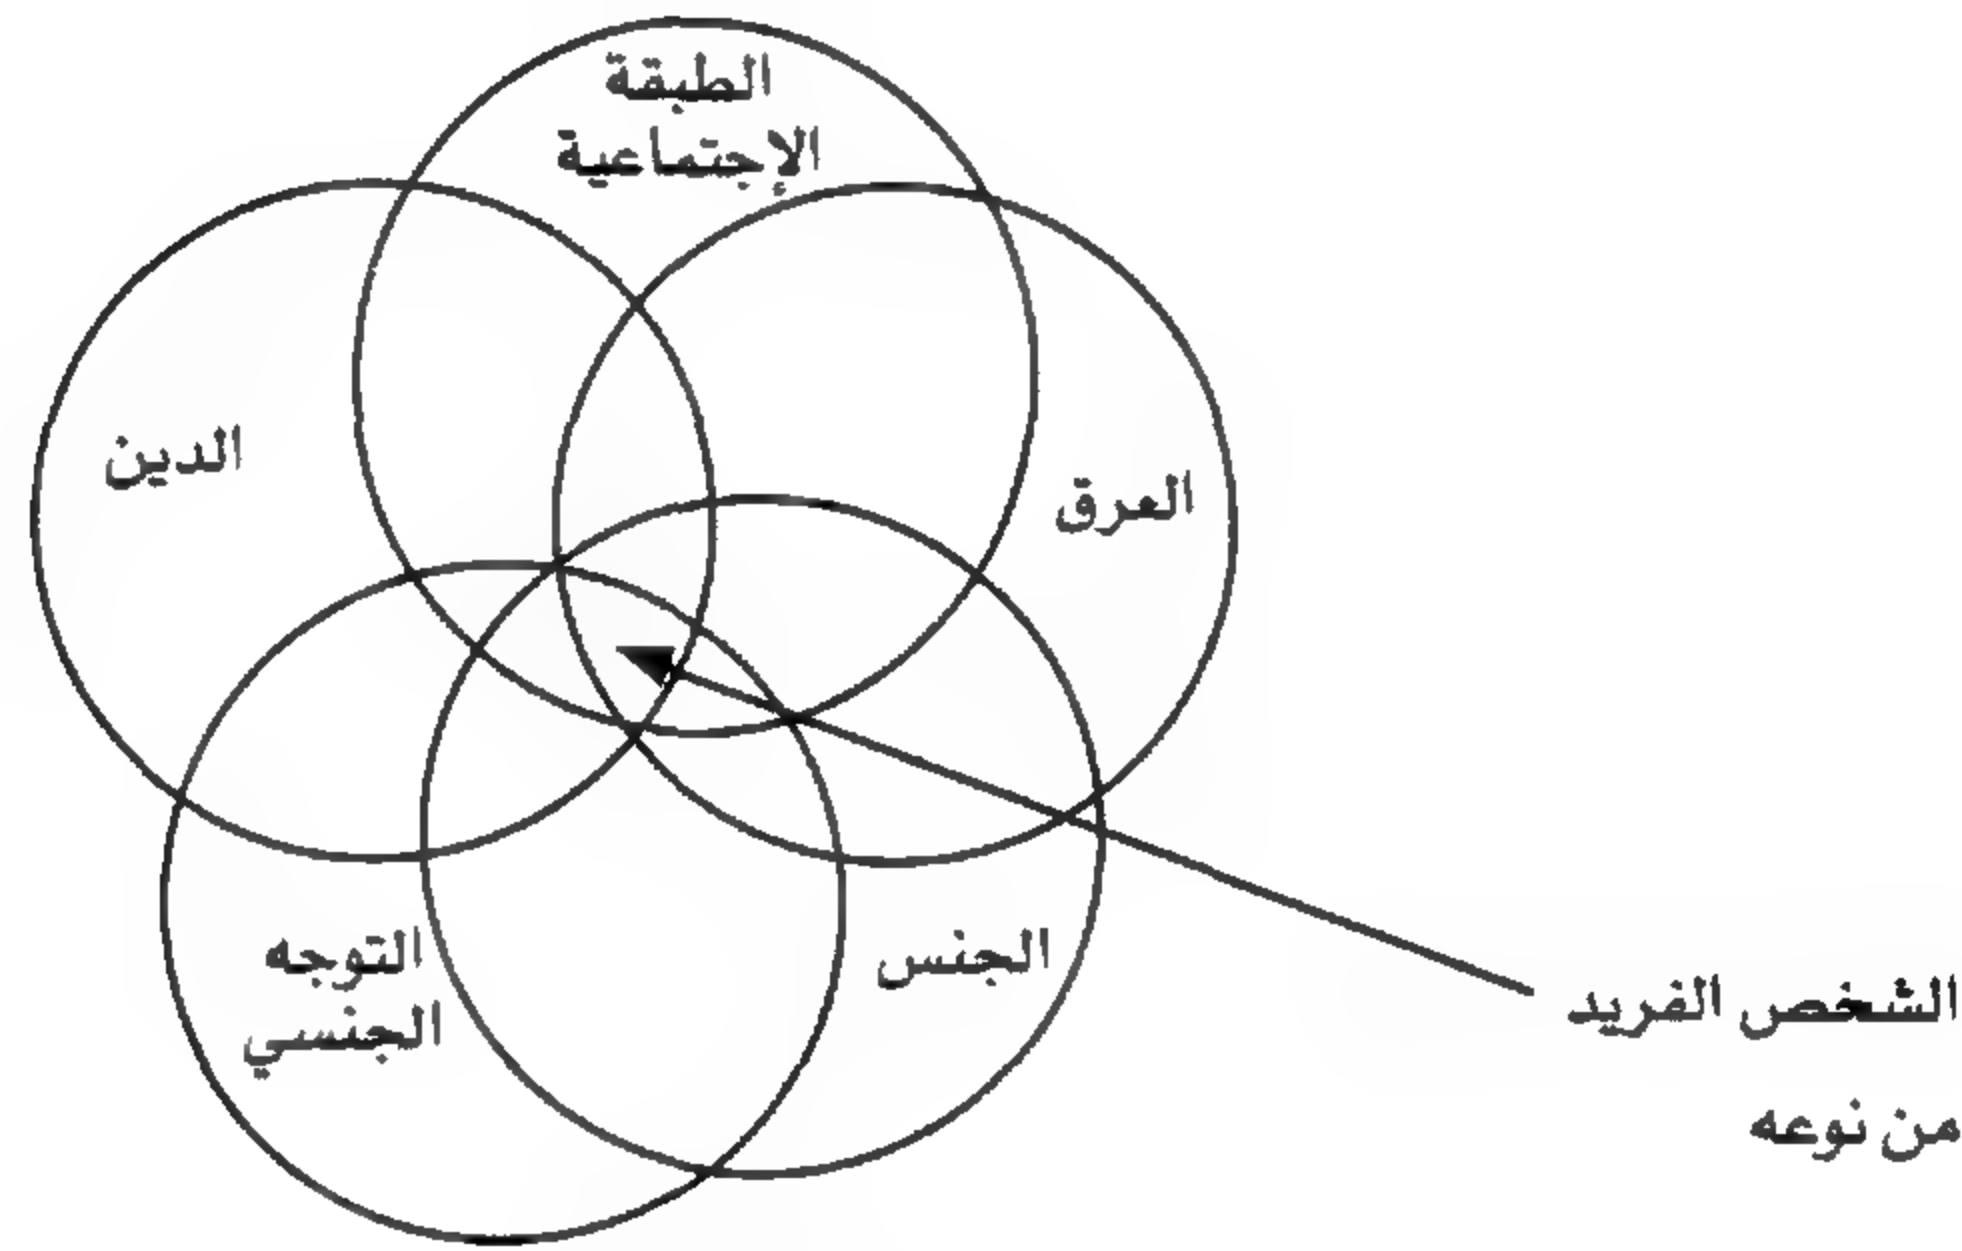 الطبقة
الإجتماعية
الدين
العرق
التوجه
الجنسي
الجنس
الشخص الفريد
من نوعه